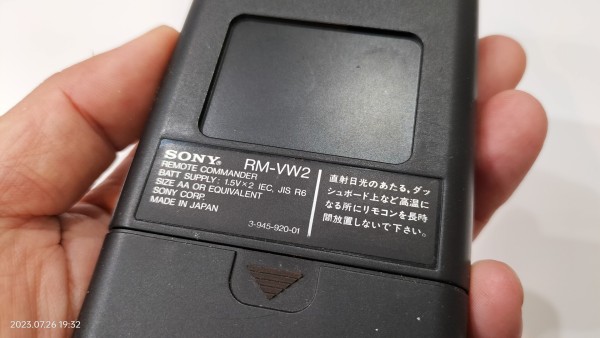 SONY®
REMOTE COMMANDER
RM-VW2
BATT SUPPLY: 1.5V×2 IEC, JIS R6
SIZE AA OR EQUIVALENT
SONY CORP.
MADE IN JAPAN
3-945-920-01
直射日光のあたる,ダッ
シュボード上など高温に
なる所にリモコンを長時
間放置しないで下さい。
2023.07.26 19:32